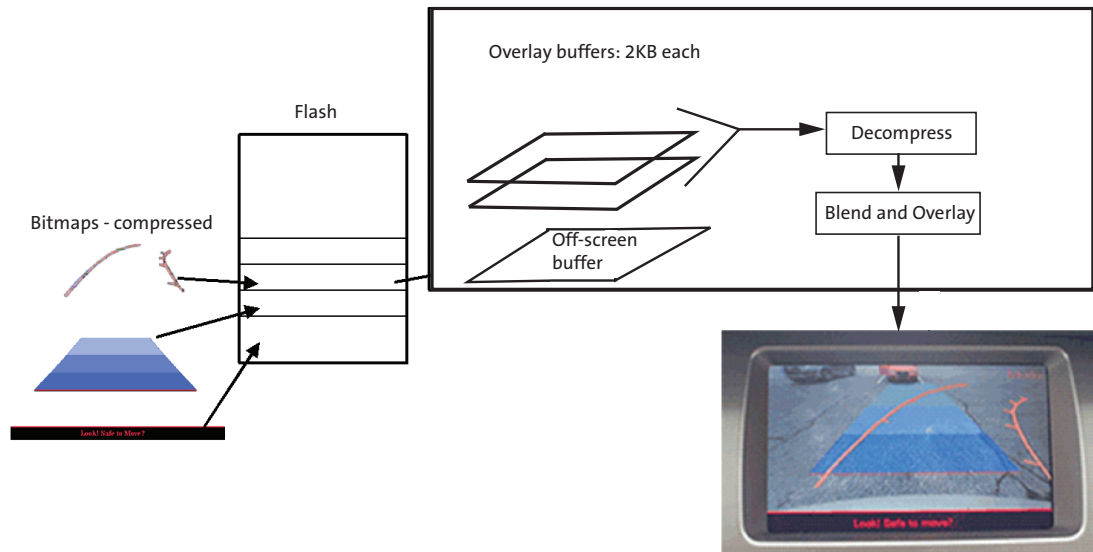 Overlay buffers: 2KB each
Flash
Decompress
Bitmaps - compressed
Blend and Overlay
Off-screen
buffer
Look! Safe to Move?
Look! Safe to move?